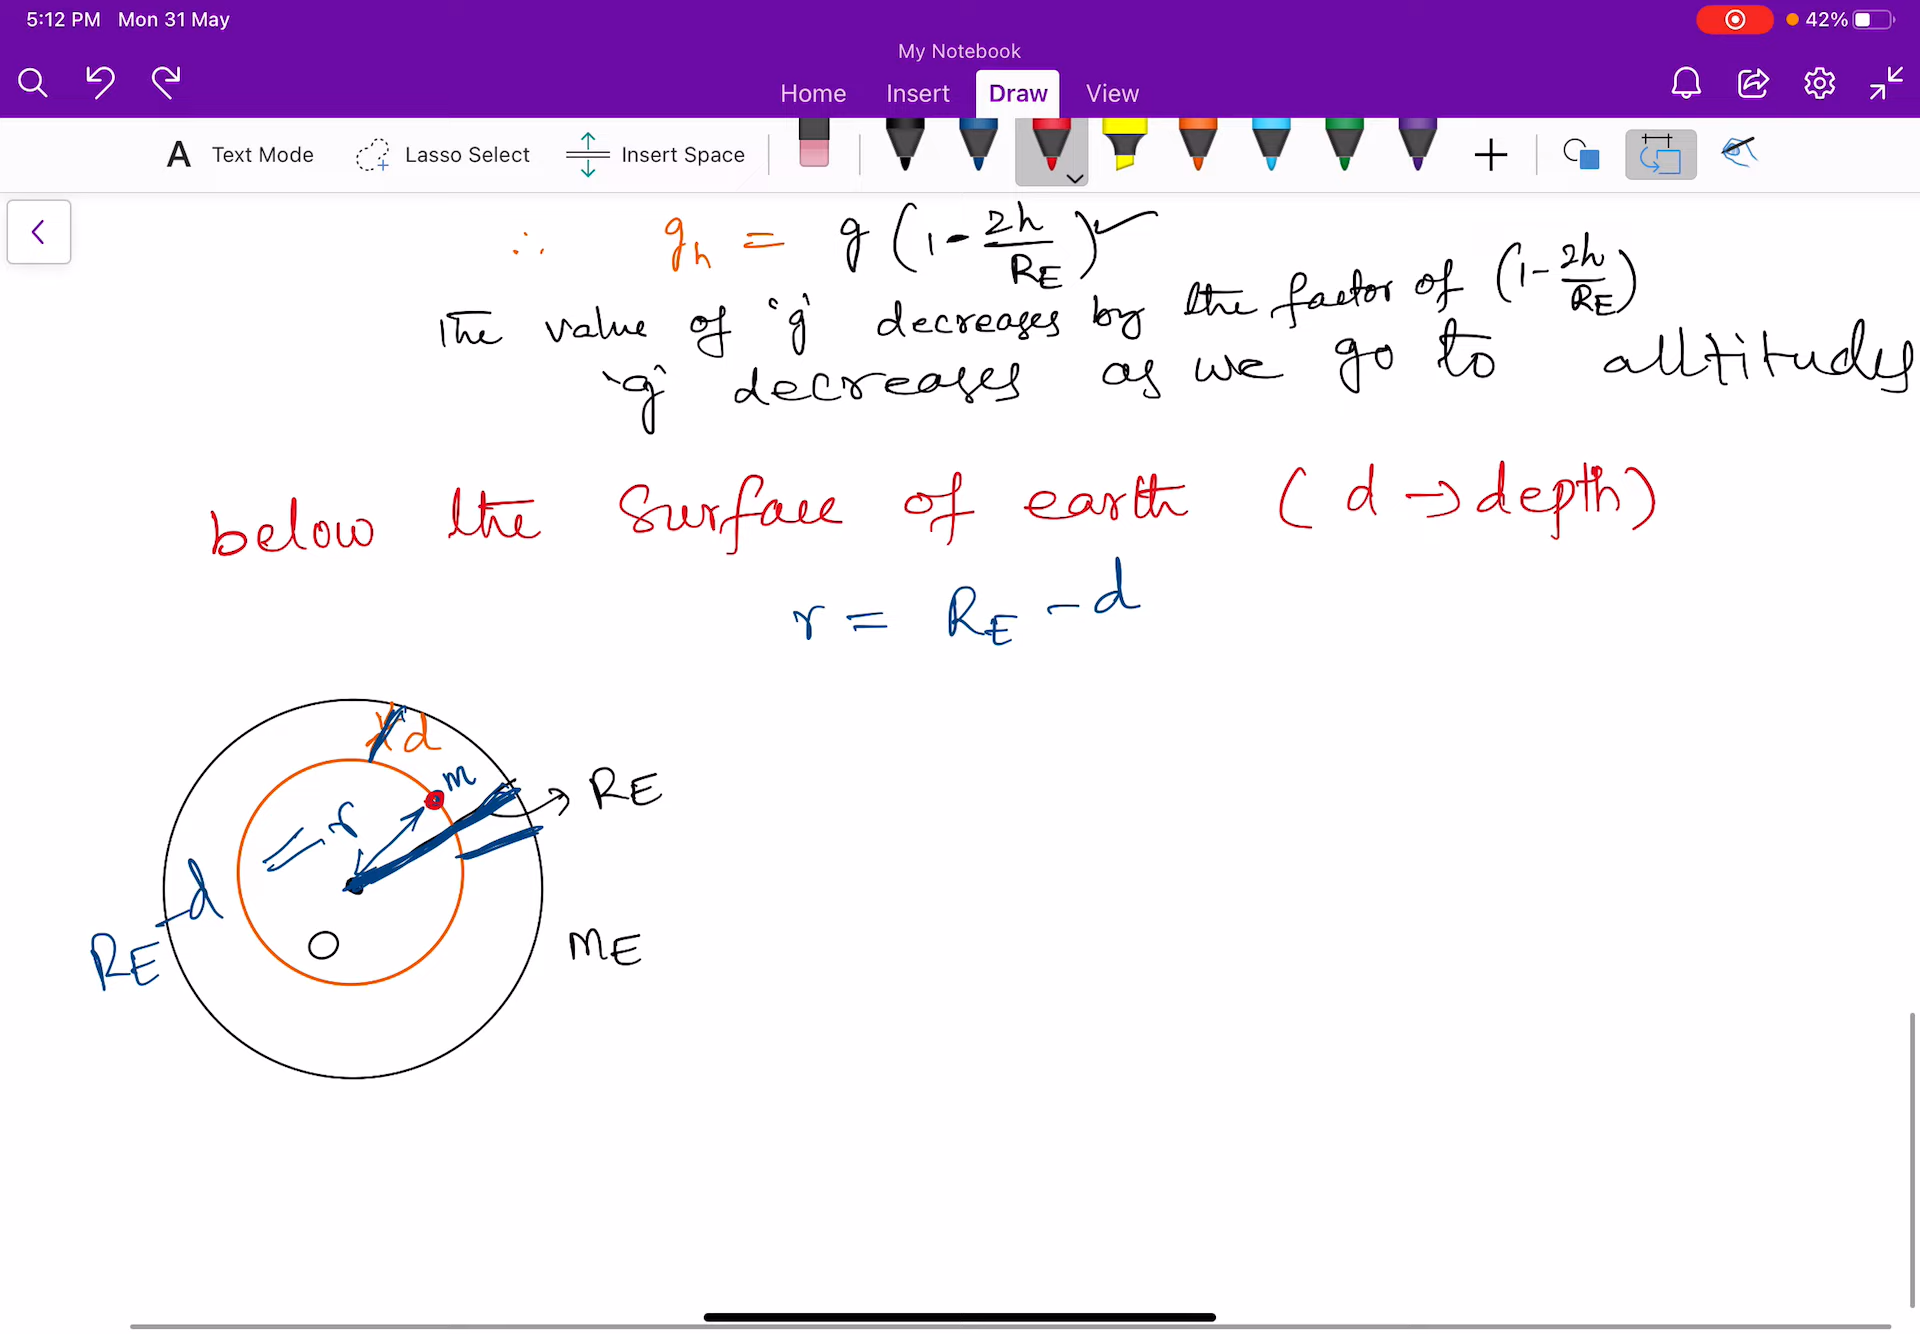 5:12 PM Mon 31 May 42%
My Notebook
Home Insert Draw View
A Text Mode Lasso Select Insert Space
∴ gh = g (1 - 2h/RE) ✓
The value of 'g' decreases by the factor of (1 - 2h/RE)
'g' decreases as we go to alltitudes
below the surface of earth (d → depth)
r = RE - d
d
m
RE
r
RE - d
O
ME